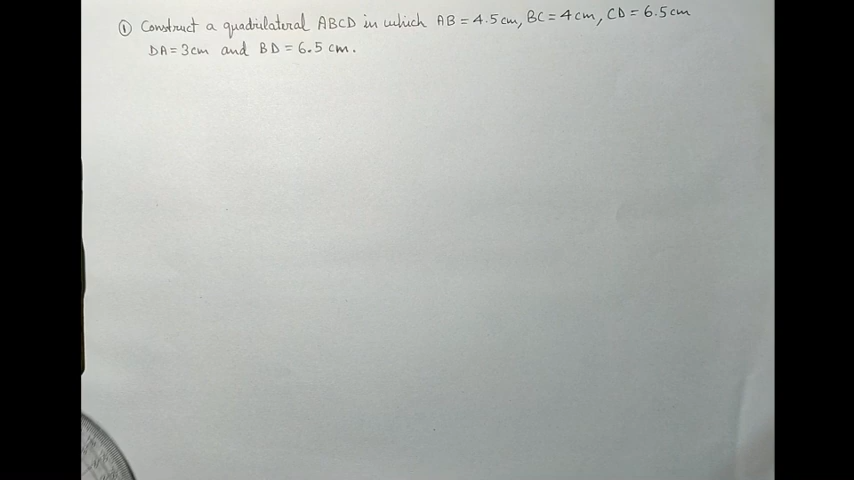 ① Construct a quadrilateral ABCD in which AB = 4.5 cm, BC = 4 cm, CD = 6.5 cm
DA = 3 cm and BD = 6.5 cm.